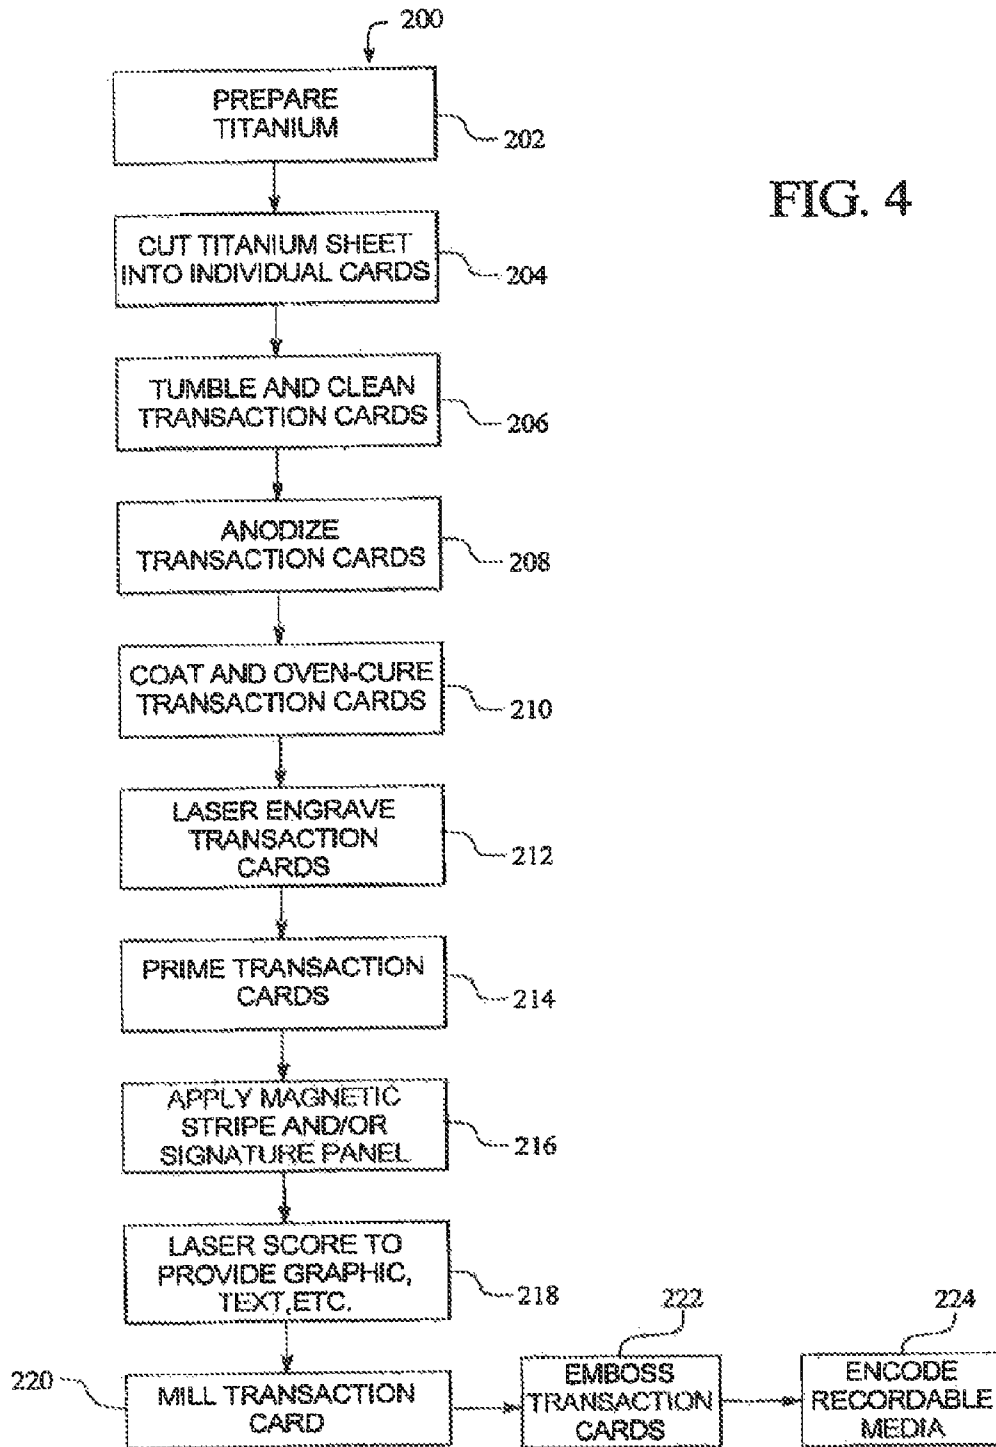 200
PREPARE
TITANIUM
202
FIG. 4
CUT TITANIUM SHEET
INTO INDIVIDUAL CARDS
204
TUMBLE AND CLEAN
TRANSACTION CARDS
206
ANODIZE
TRANSACTION CARDS
208
COAT AND OVEN-CURE
TRANSACTION CARDS
210
LASER ENGRAVE
TRANSACTION
CARDS
212
PRIME TRANSACTION
CARDS
214
APPLY MAGNETIC
STRIPE AND/OR
SIGNATURE PANEL
216
LASER SCORE TO
PROVIDE GRAPHIC,
TEXT,ETC.
218
220
MILL TRANSACTION
CARD
222
EMBOSS
TRANSACTION
CARDS
224
ENCODE
RECORDABLE
MEDIA